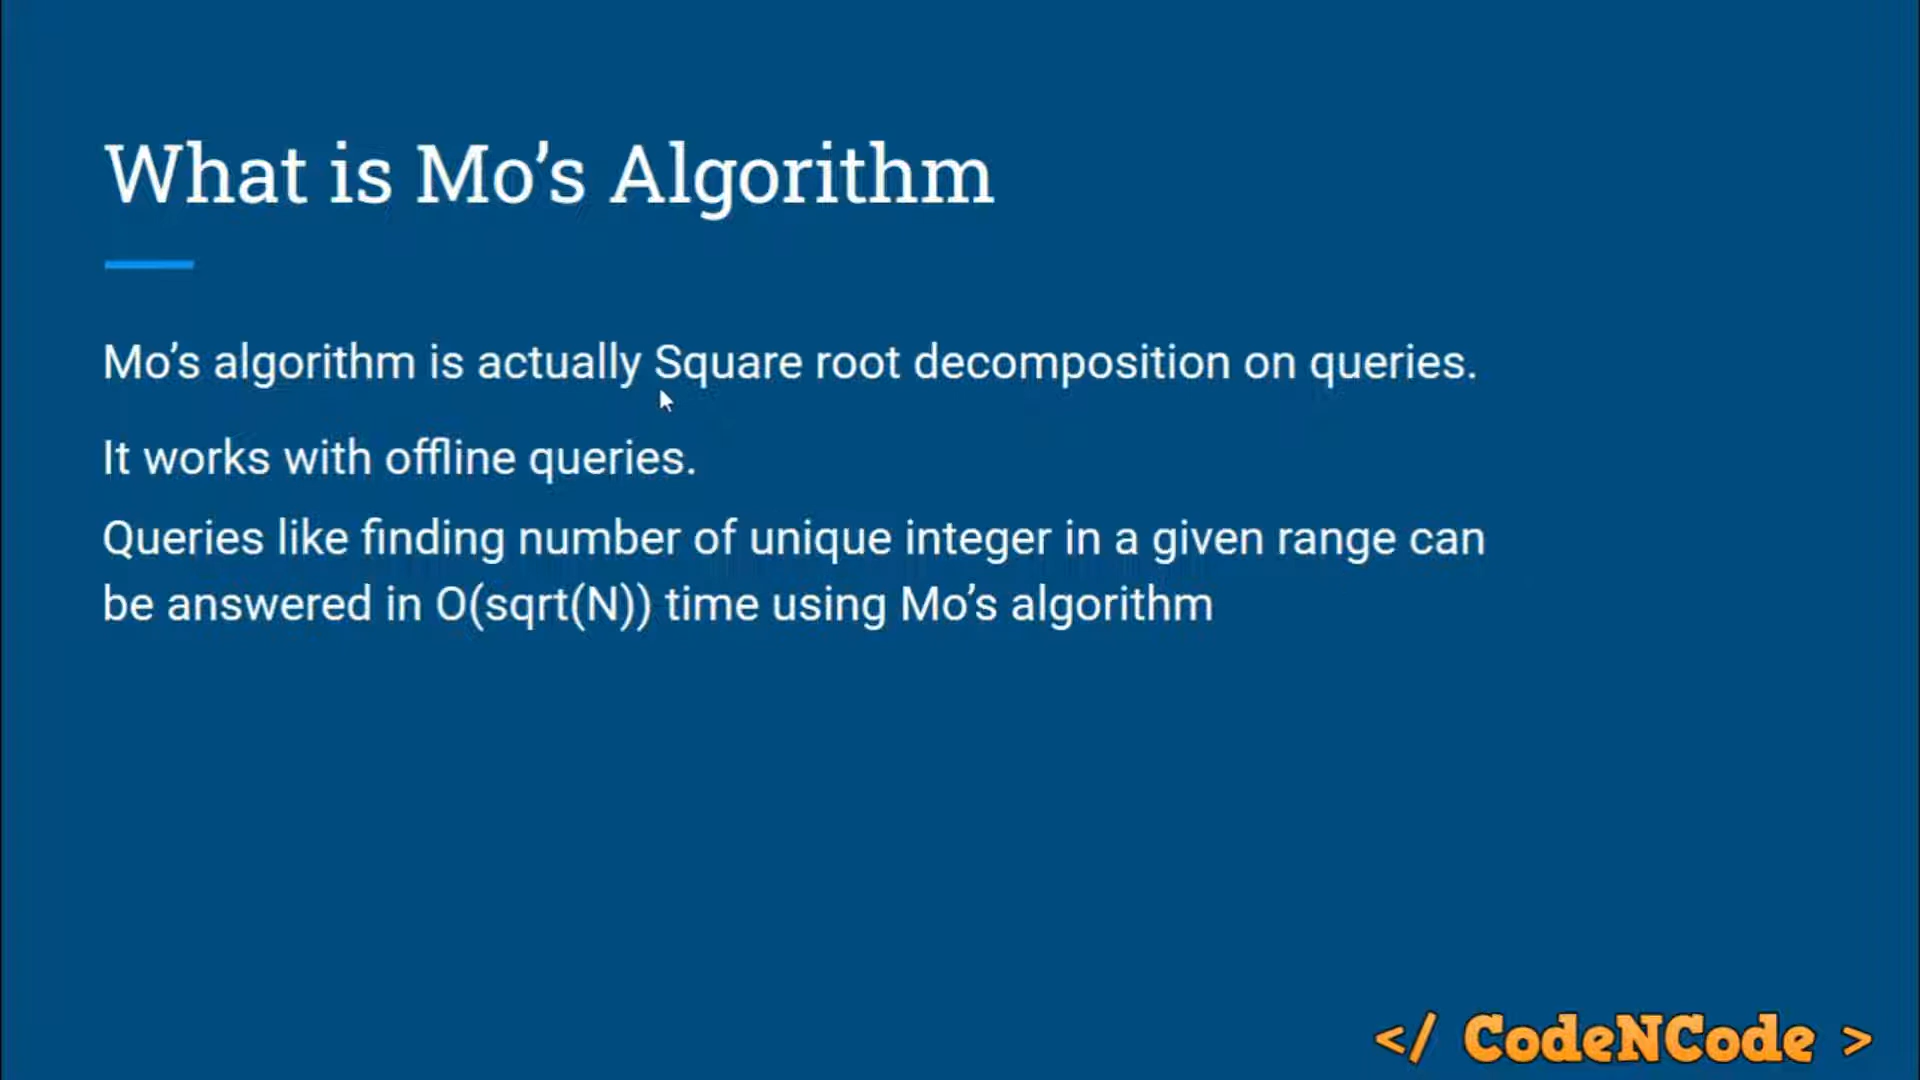 What is Mo’s Algorithm
Mo’s algorithm is actually Square root decomposition on queries.
It works with offline queries.
Queries like finding number of unique integer in a given range can
be answered in O(sqrt(N)) time using Mo’s algorithm
</ CodeNCode >